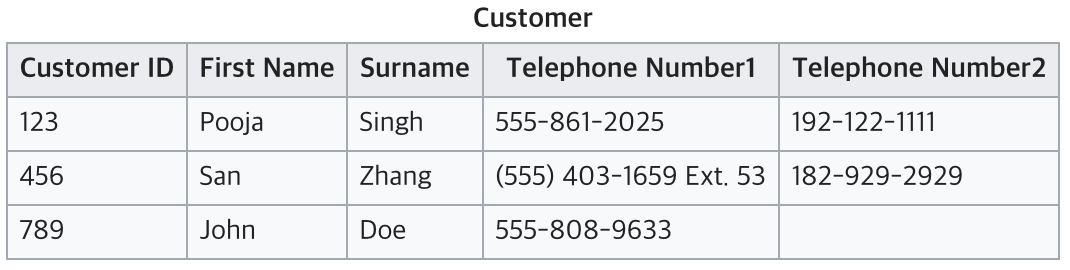 Customer
Customer ID First Name Surname Telephone Number1 Telephone Number2
123 Pooja Singh 555-861-2025 192-122-1111
456 San Zhang (555) 403-1659 Ext. 53 182-929-2929
789 John Doe 555-808-9633